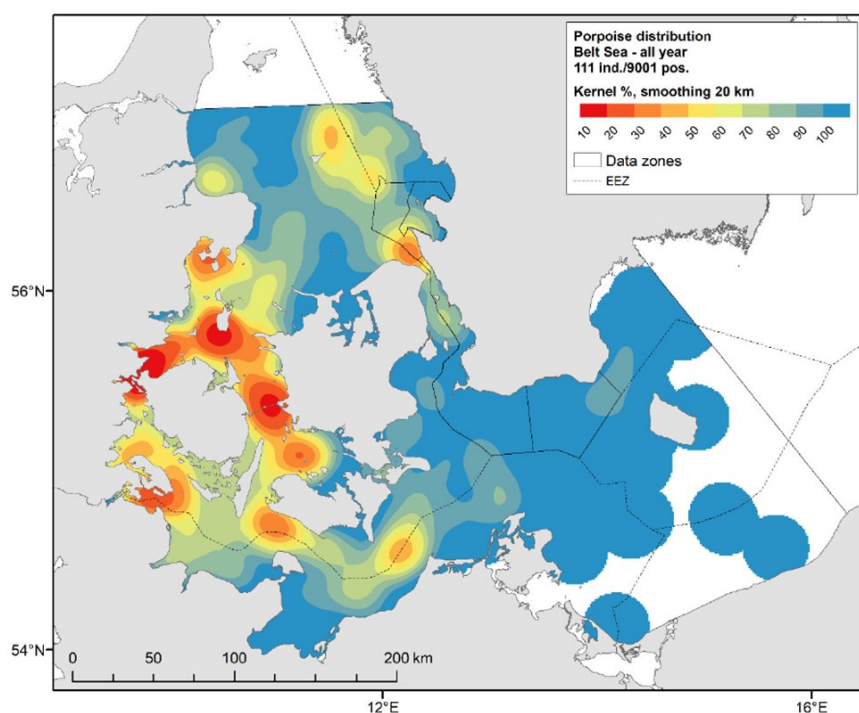 Porpoise distribution
Belt Sea - all year
111 ind./9001 pos.
Kernel %, smoothing 20 km
10 20 30 40 50 60 70 80 90 100
Data zones
EEZ
56°N
54°N
0 50 100 200 km
12°E 16°E